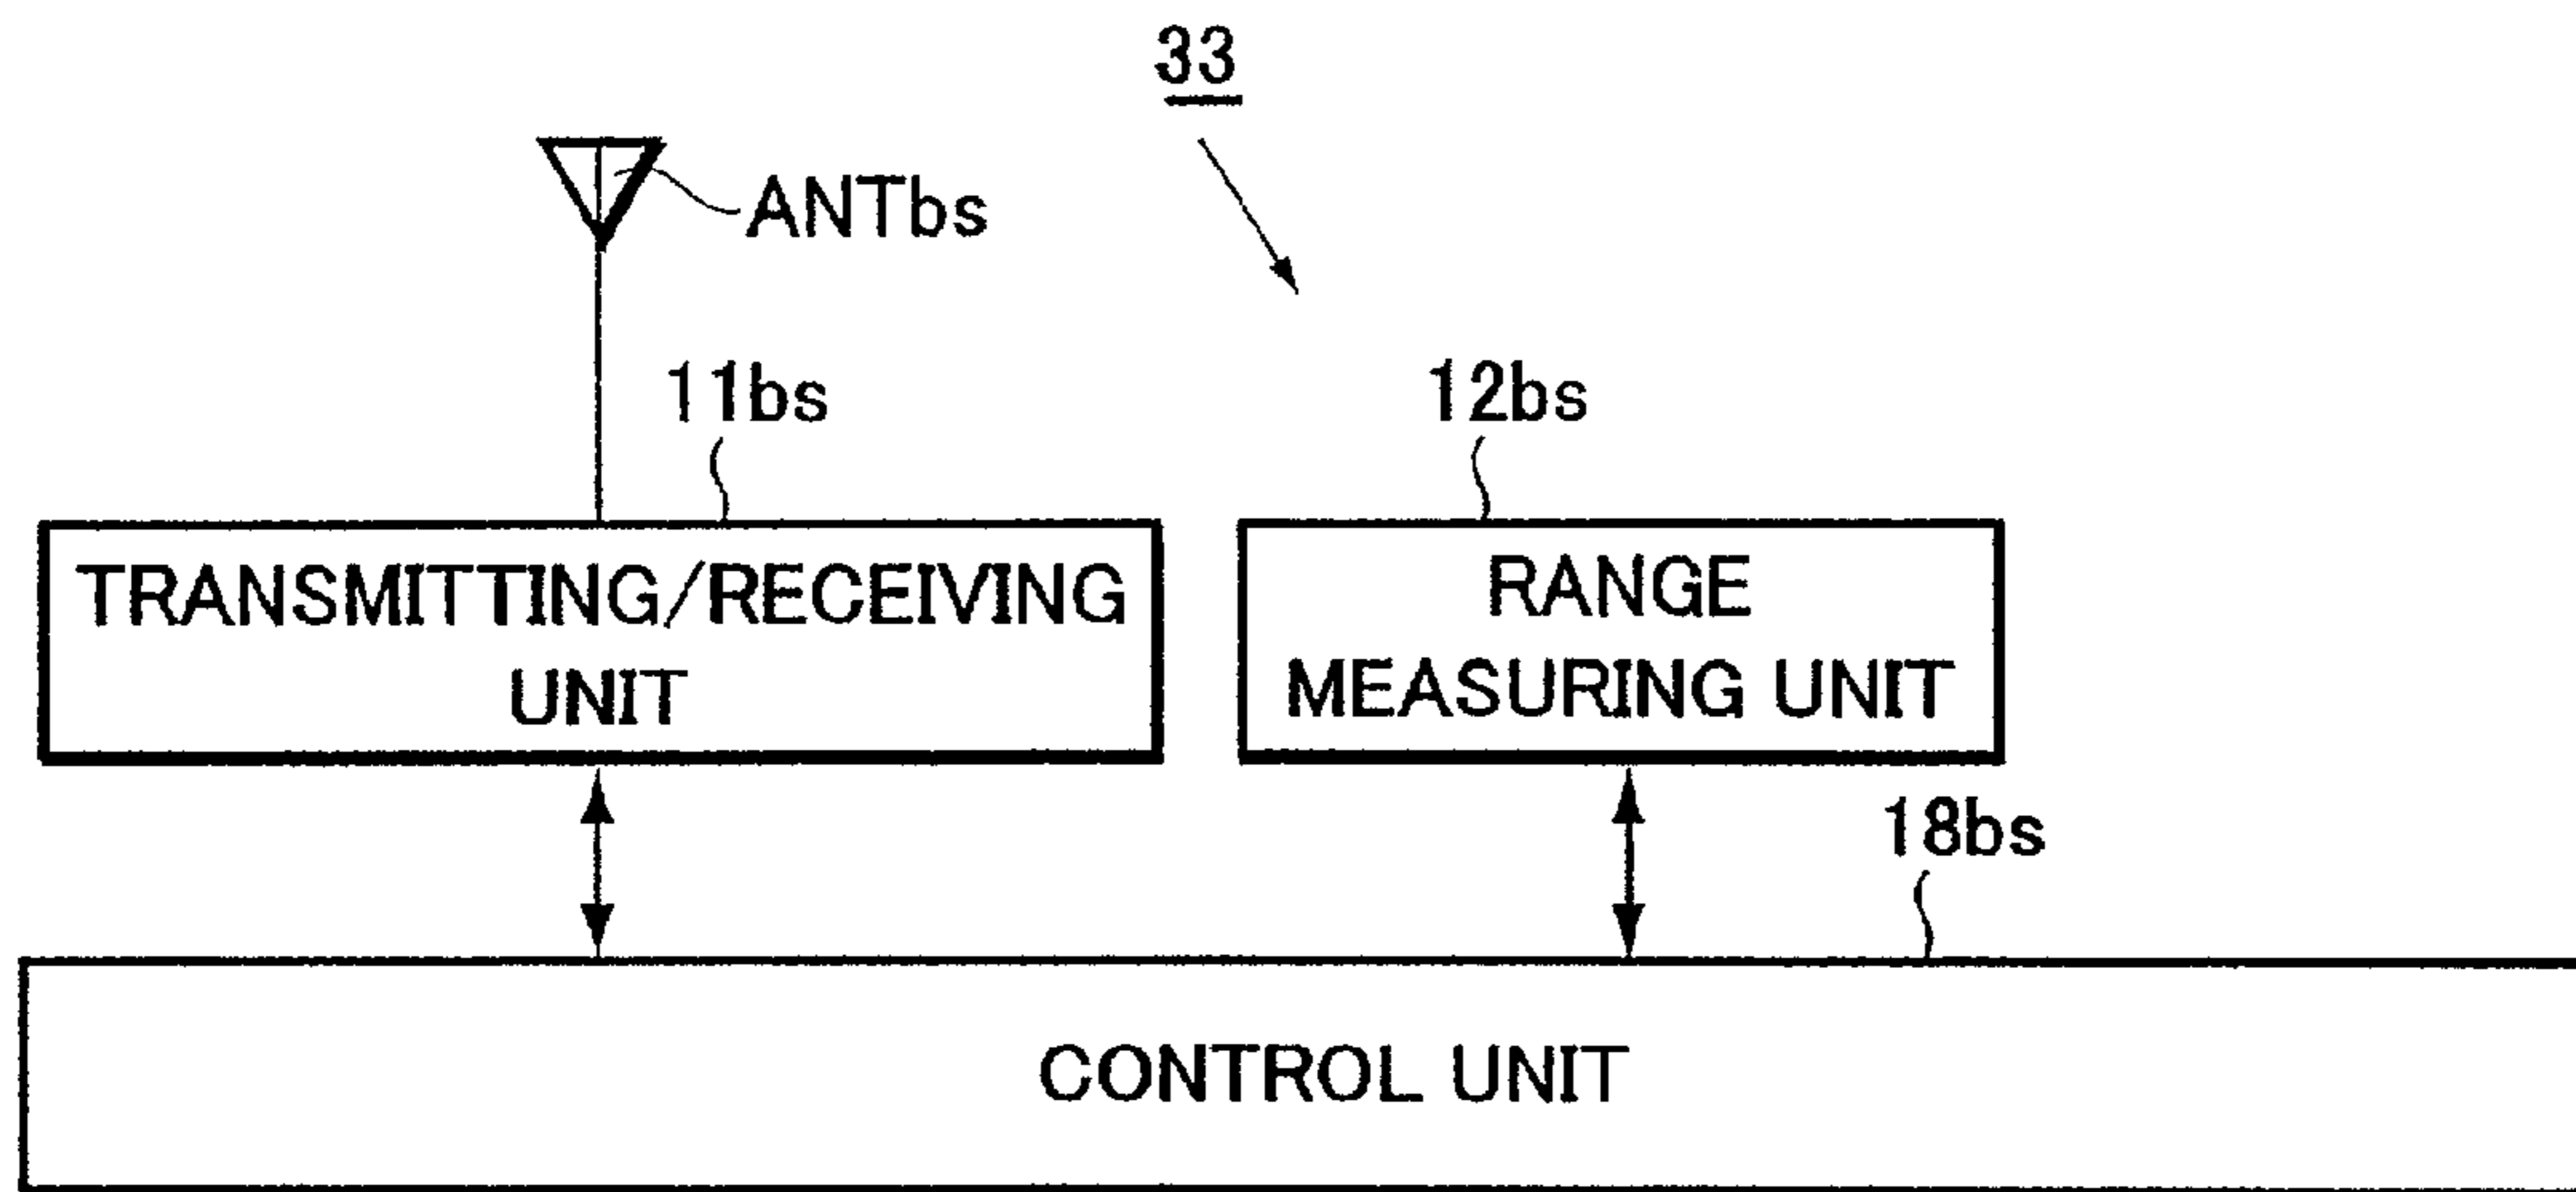 33
ANTbs
11bs
12bs
TRANSMITTING/RECEIVING
UNIT
RANGE
MEASURING UNIT
18bs
CONTROL UNIT